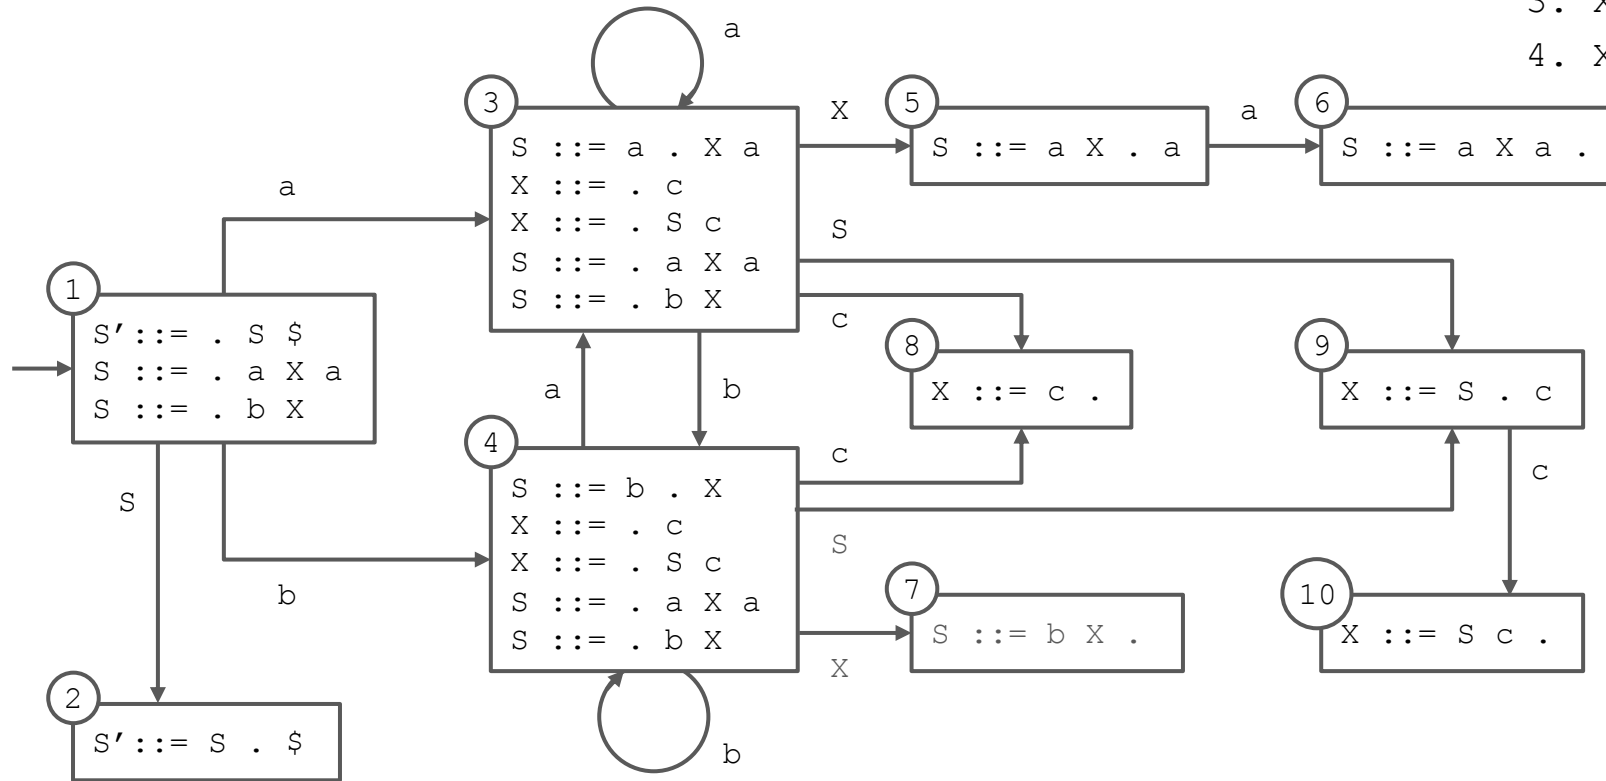 3. X
4. X
a
3
S ::= a . X a
X ::= . c
X ::= . S c
S ::= . a X a
S ::= . b X
X
5
S ::= a X . a
a
6
S ::= a X a .
a
S
c
1
S’::= . S $
S ::= . a X a
S ::= . b X
8
X ::= c .
9
X ::= S . c
a
b
4
S ::= b . X
X ::= . c
X ::= . S c
S ::= . a X a
S ::= . b X
c
c
S
S
b
7
S ::= b X .
X
10
X ::= S c .
2
S’::= S . $
b